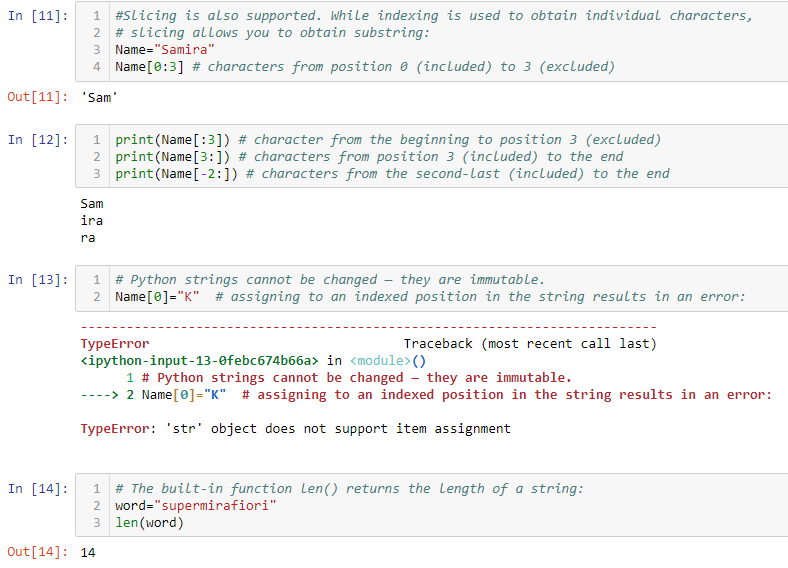 In [11]:
1 #Slicing is also supported. While indexing is used to obtain individual characters,
2 # slicing allows you to obtain substring:
3 Name="Samira"
4 Name[0:3] # characters from position 0 (included) to 3 (excluded)
Out[11]: 'Sam'
In [12]:
1 print(Name[:3]) # character from the beginning to position 3 (excluded)
2 print(Name[3:]) # characters from position 3 (included) to the end
3 print(Name[-2:]) # characters from the second-last (included) to the end
Sam
ira
ra
In [13]:
1 # Python strings cannot be changed — they are immutable.
2 Name[0]="K"  # assigning to an indexed position in the string results in an error:
---------------------------------------------------------------------------
TypeError                                 Traceback (most recent call last)
<ipython-input-13-0febc674b66a> in <module>()
      1 # Python strings cannot be changed — they are immutable.
----> 2 Name[0]="K"  # assigning to an indexed position in the string results in an error:
TypeError: 'str' object does not support item assignment
In [14]:
1 # The built-in function len() returns the length of a string:
2 word="supermirafiori"
3 len(word)
Out[14]: 14